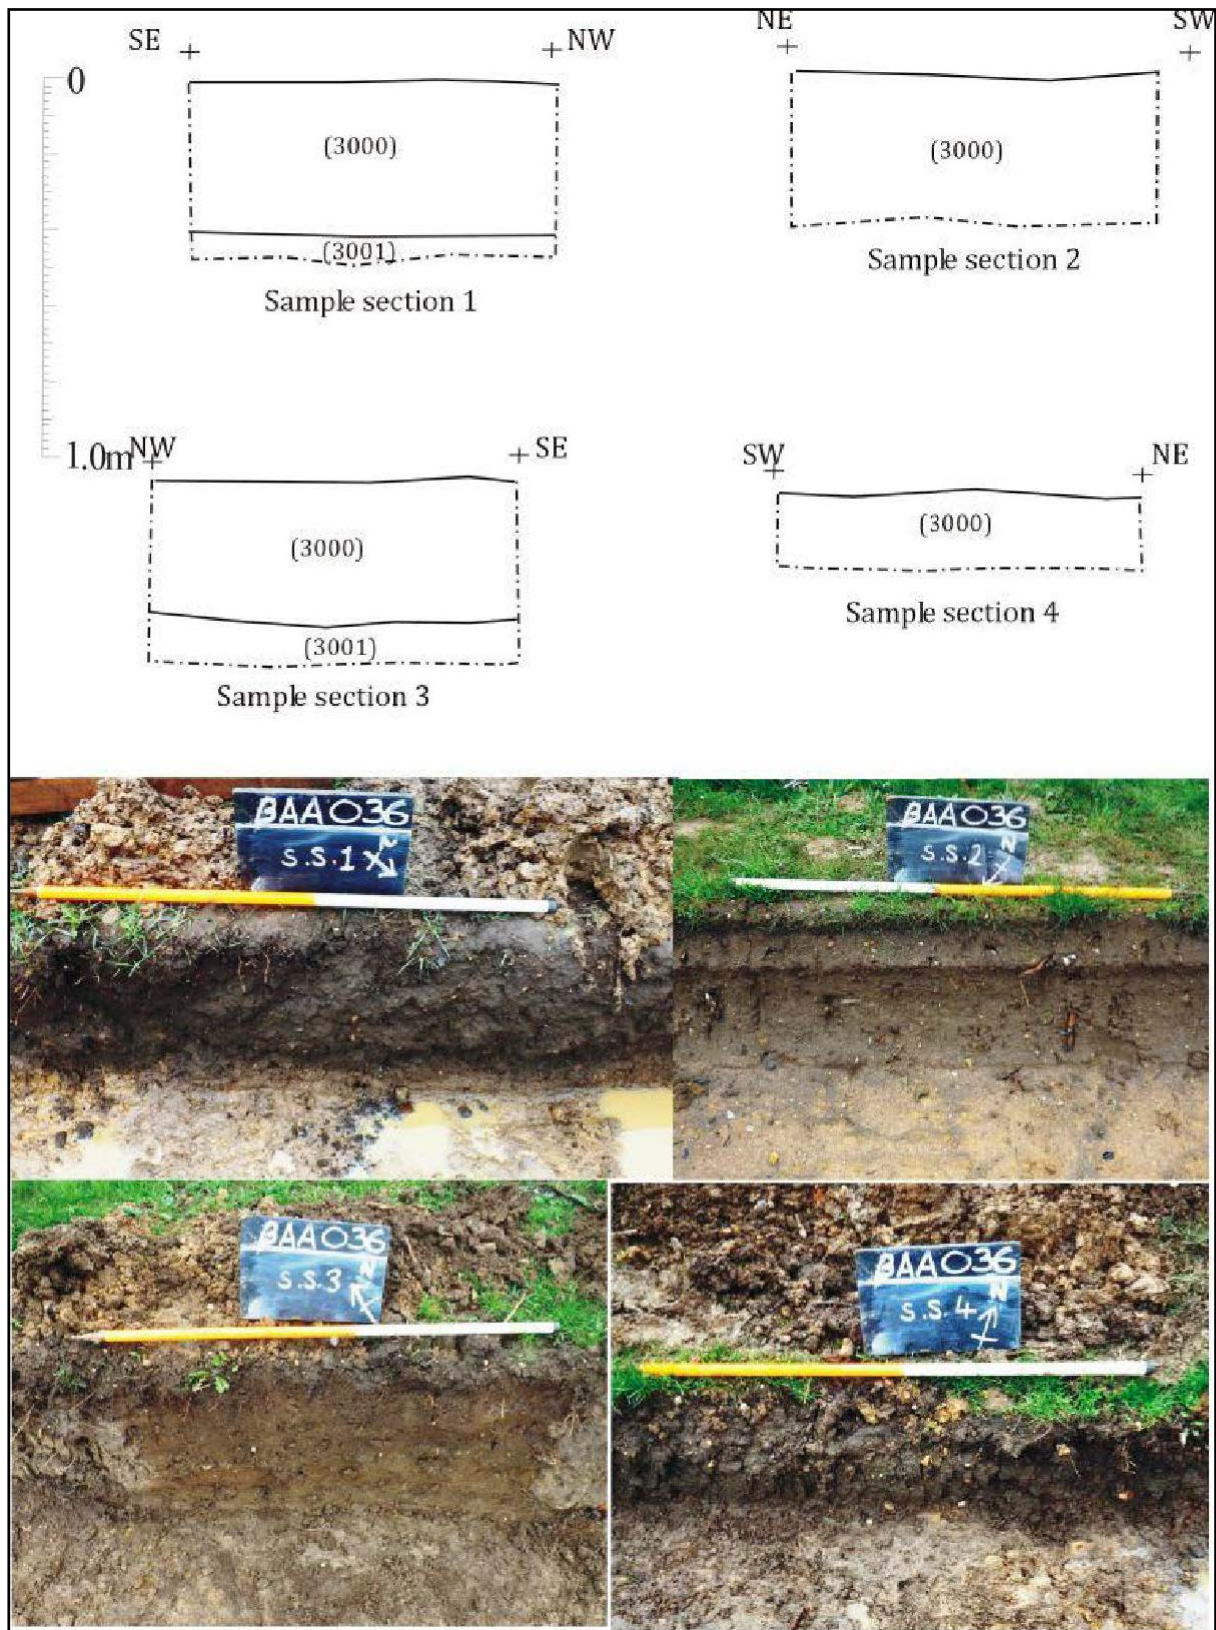 SE
NW
NE
SW
0
(3000)
(3000)
(3001)
Sample section 2
Sample section 1
1.0m
NW
SE
SW
NE
(3000)
(3000)
Sample section 4
(3001)
Sample section 3
BAA036
S.S.1
BAA036
N
S.S.2
BAA036
N
S.S.3
BAA036
N
S.S.4